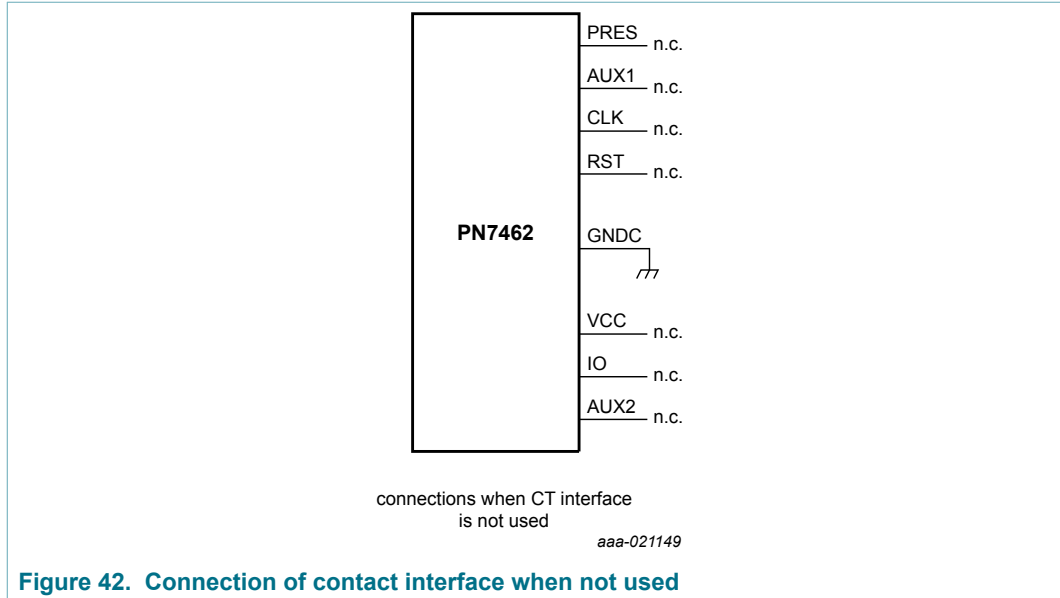 PRES n.c.
AUX1 n.c.
CLK n.c.
RST n.c.
PN7462
GNDC
VCC n.c.
IO n.c.
AUX2 n.c.
connections when CT interface
is not used
aaa-021149
Figure 42. Connection of contact interface when not used